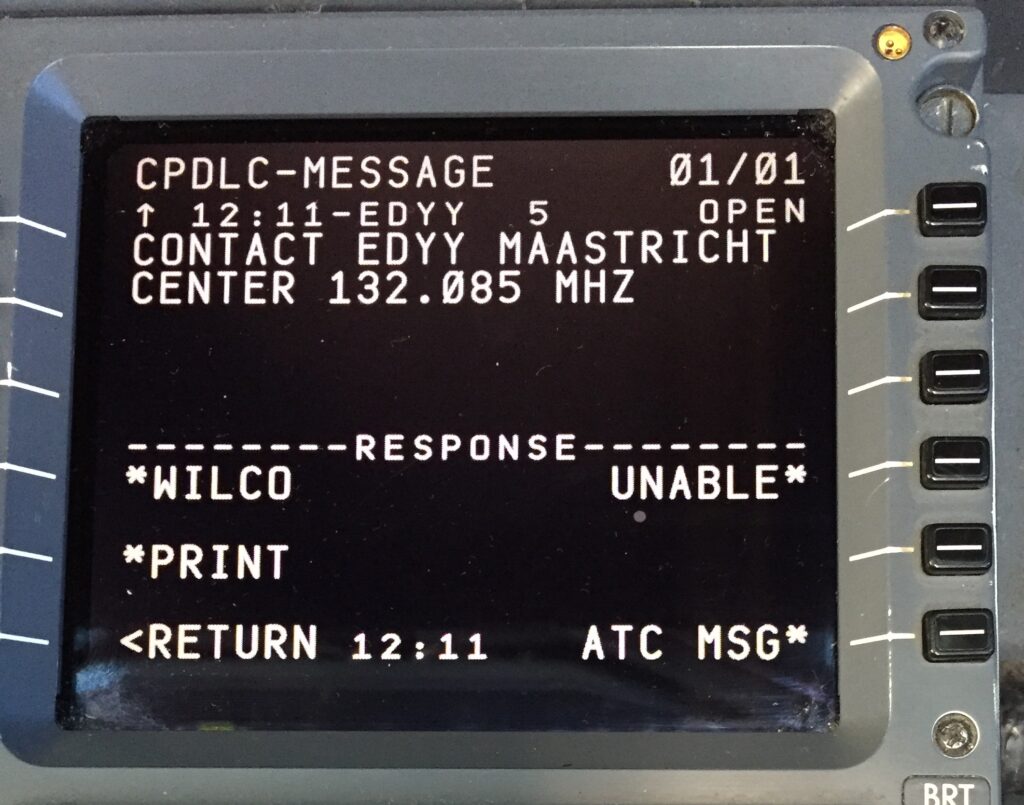 CPDLC-MESSAGE 01/01
↑ 12:11-EDYY 5 OPEN
CONTACT EDYY MAASTRICHT
CENTER 132.085 MHZ
--------RESPONSE--------
*WILCO UNABLE*
*PRINT
<RETURN 12:11 ATC MSG*
BRT